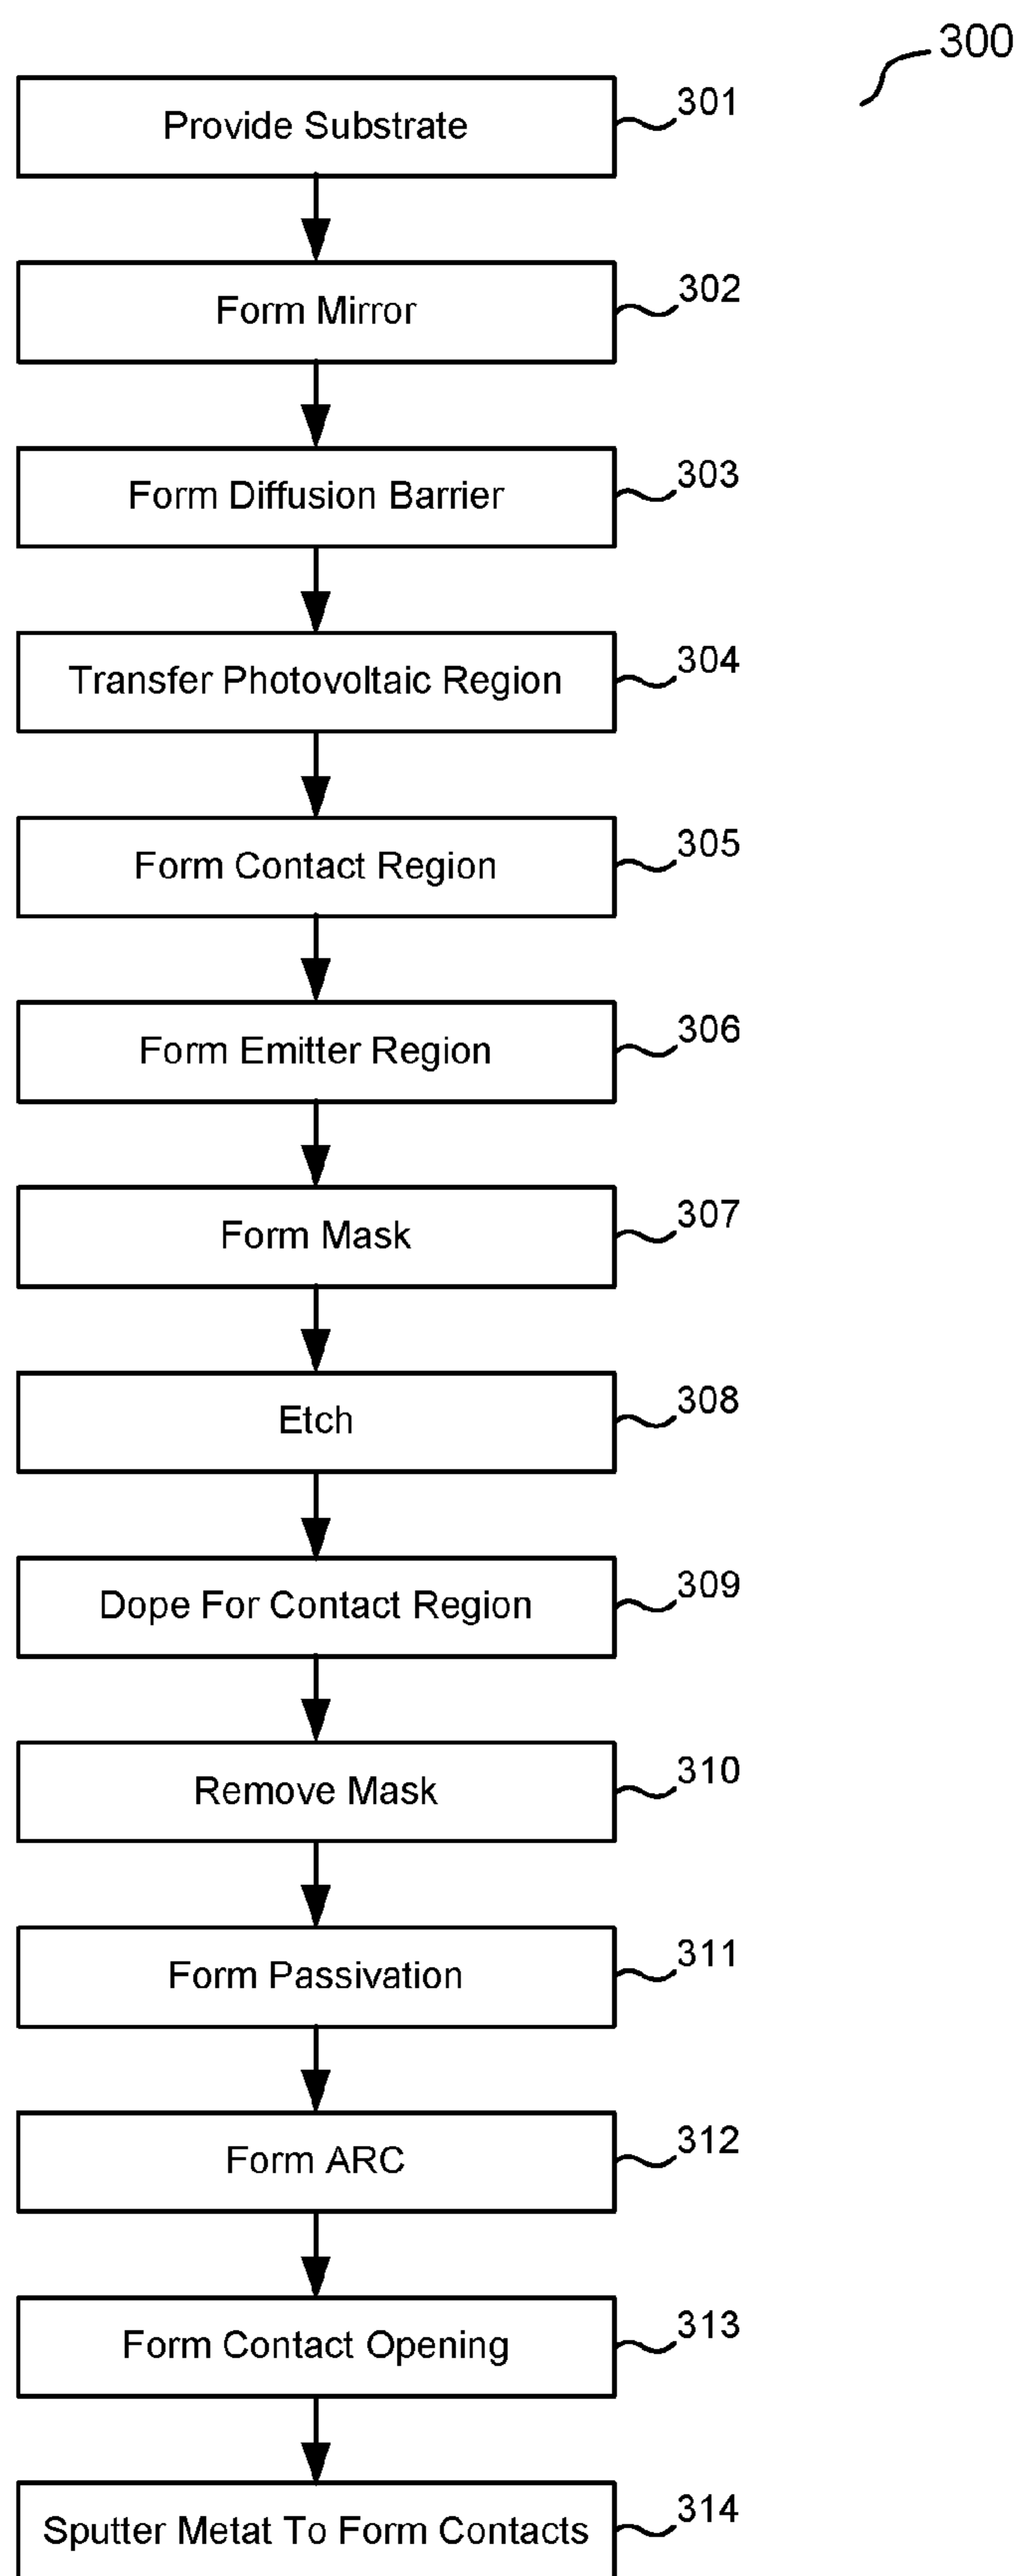 300
Provide Substrate 301
Form Mirror 302
Form Diffusion Barrier 303
Transfer Photovoltaic Region 304
Form Contact Region 305
Form Emitter Region 306
Form Mask 307
Etch 308
Dope For Contact Region 309
Remove Mask 310
Form Passivation 311
Form ARC 312
Form Contact Opening 313
Sputter Metat To Form Contacts 314